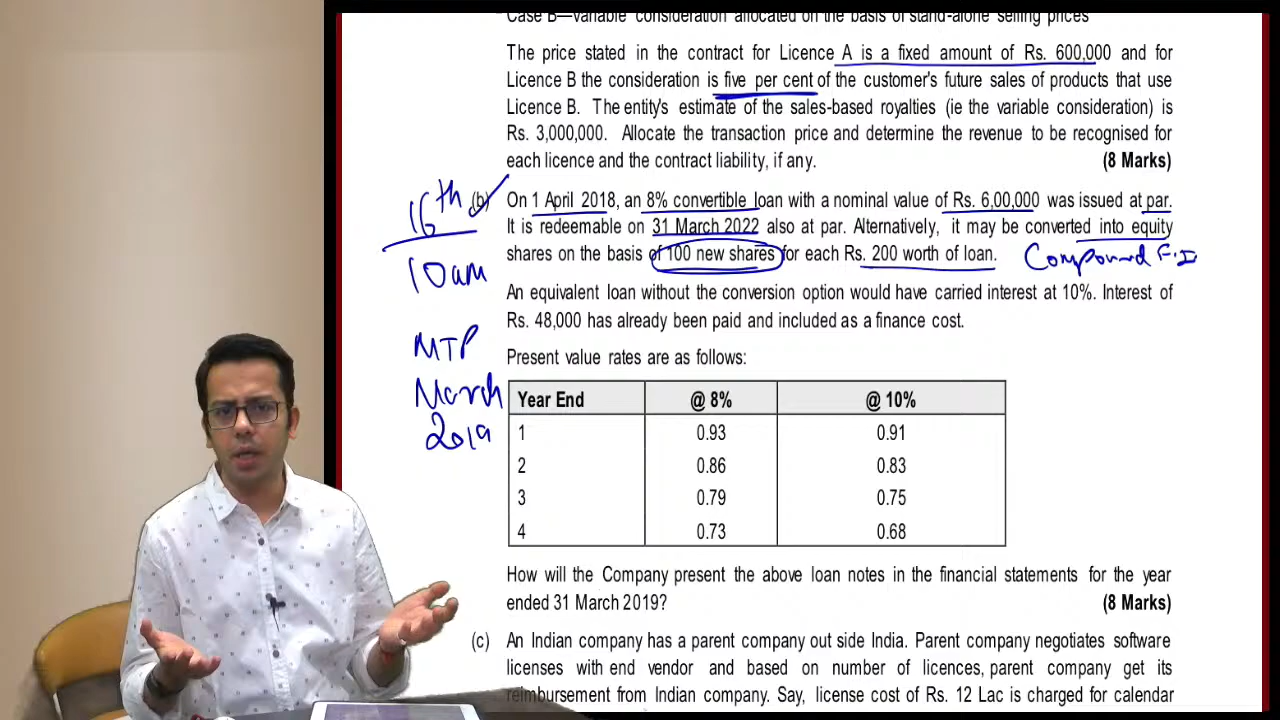 Case B—Variable consideration allocated on the basis of stand-alone selling prices
The price stated in the contract for Licence A is a fixed amount of Rs. 600,000 and for
Licence B the consideration is five per cent of the customer's future sales of products that use
Licence B. The entity's estimate of the sales-based royalties (ie the variable consideration) is
Rs. 3,000,000. Allocate the transaction price and determine the revenue to be recognised for
each licence and the contract liability, if any. (8 Marks)
16th
10am
(b) On 1 April 2018, an 8% convertible loan with a nominal value of Rs. 6,00,000 was issued at par.
It is redeemable on 31 March 2022 also at par. Alternatively, it may be converted into equity
shares on the basis of 100 new shares for each Rs. 200 worth of loan. Compound F.I
An equivalent loan without the conversion option would have carried interest at 10%. Interest of
Rs. 48,000 has already been paid and included as a finance cost.
MTP
March
2019
Present value rates are as follows:
Year End @ 8% @ 10%
1 0.93 0.91
2 0.86 0.83
3 0.79 0.75
4 0.73 0.68
How will the Company present the above loan notes in the financial statements for the year
ended 31 March 2019? (8 Marks)
(c) An Indian company has a parent company out side India. Parent company negotiates software
licenses with end vendor and based on number of licences, parent company get its
reimbursement from Indian company. Say, license cost of Rs. 12 Lac is charged for calendar